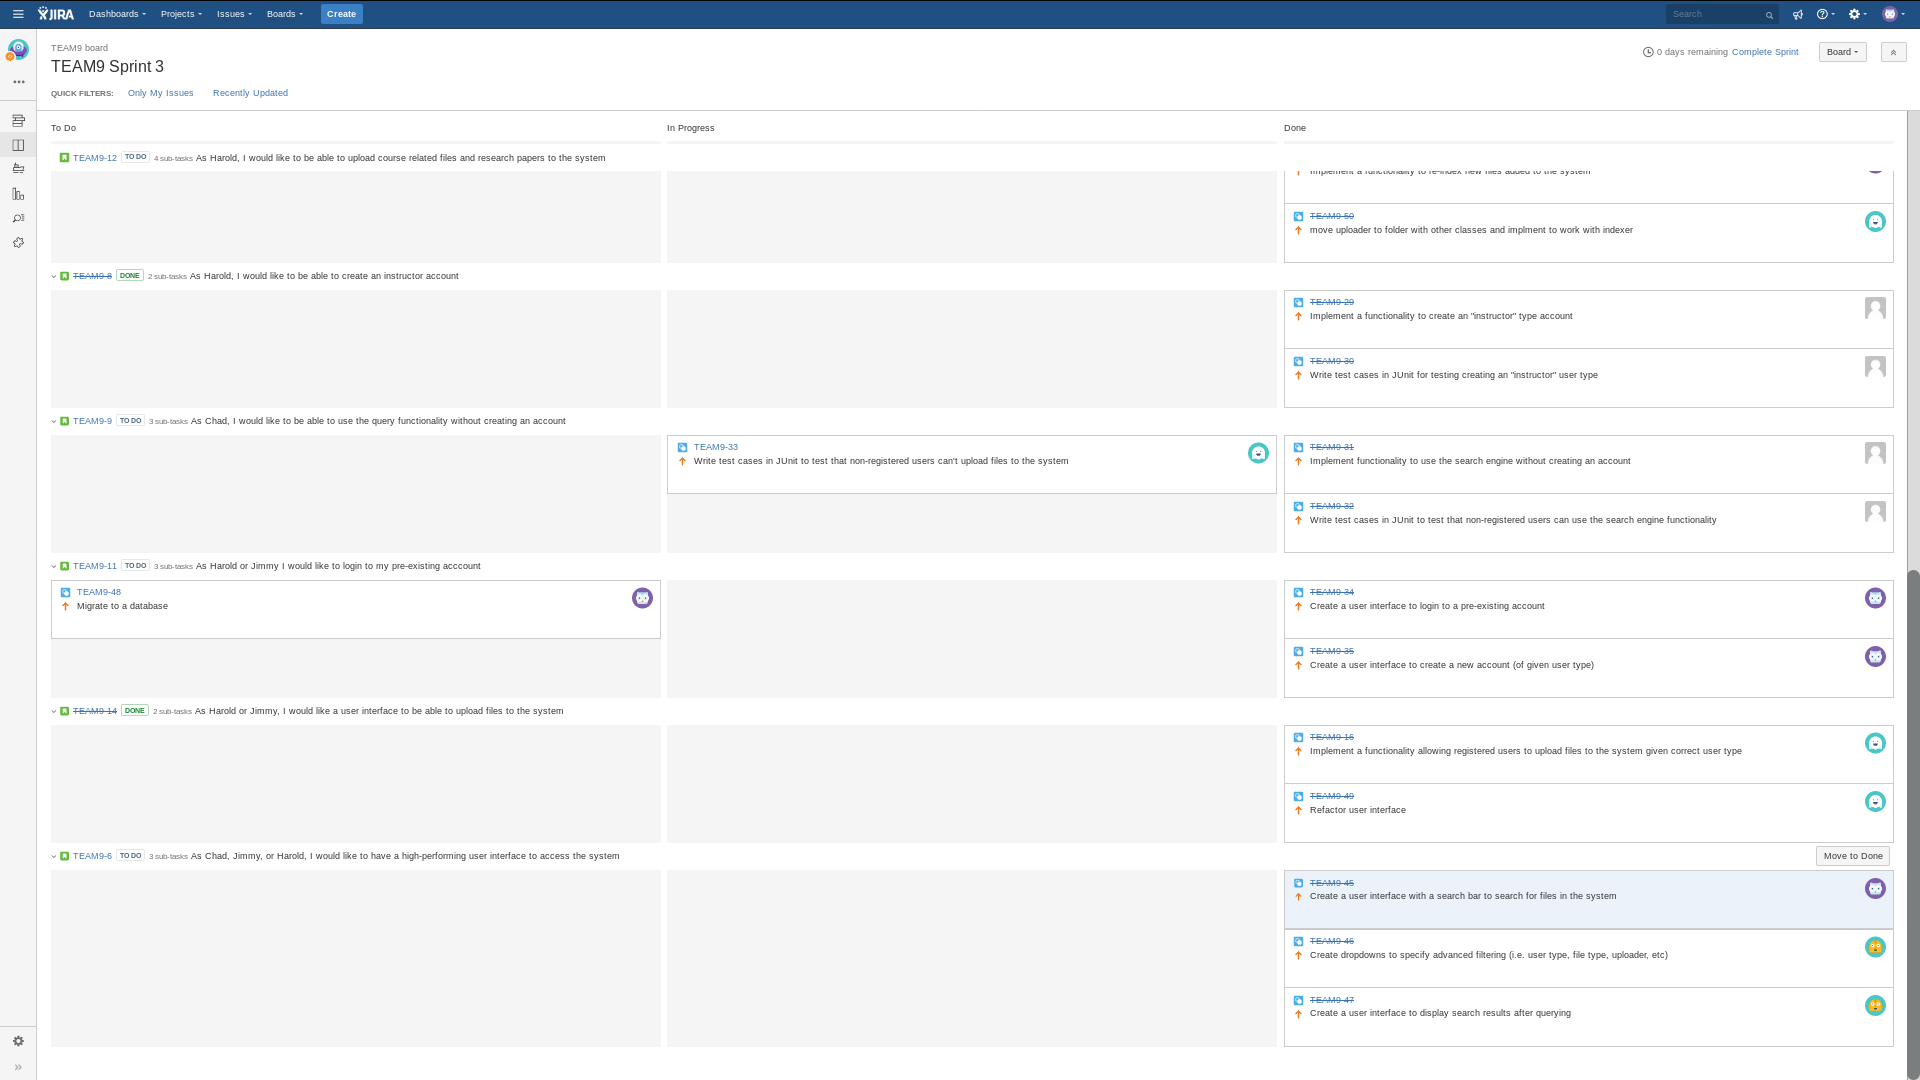 JIRA Dashboards Projects Issues Boards Create Search
TEAM9 board
TEAM9 Sprint 3
0 days remaining Complete Sprint Board
QUICK FILTERS: Only My Issues Recently Updated
To Do In Progress Done
TEAM9-12 TO DO 4 sub-tasks As Harold, I would like to be able to upload course related files and research papers to the system
Implement a functionality to re-index new files added to the system
TEAM9-50
move uploader to folder with other classes and implment to work with indexer
TEAM9-8 DONE 2 sub-tasks As Harold, I would like to be able to create an instructor account
TEAM9-29
Implement a functionality to create an "instructor" type account
TEAM9-30
Write test cases in JUnit for testing creating an "instructor" user type
TEAM9-9 TO DO 3 sub-tasks As Chad, I would like to be able to use the query functionality without creating an account
TEAM9-33
Write test cases in JUnit to test that non-registered users can't upload files to the system
TEAM9-31
Implement functionality to use the search engine without creating an account
TEAM9-32
Write test cases in JUnit to test that non-registered users can use the search engine functionality
TEAM9-11 TO DO 3 sub-tasks As Harold or Jimmy I would like to login to my pre-existing acccount
TEAM9-48
Migrate to a database
TEAM9-34
Create a user interface to login to a pre-existing account
TEAM9-35
Create a user interface to create a new account (of given user type)
TEAM9-14 DONE 2 sub-tasks As Harold or Jimmy, I would like a user interface to be able to upload files to the system
TEAM9-16
Implement a functionality allowing registered users to upload files to the system given correct user type
TEAM9-49
Refactor user interface
TEAM9-6 TO DO 3 sub-tasks As Chad, Jimmy, or Harold, I would like to have a high-performing user interface to access the system
Move to Done
TEAM9-45
Create a user interface with a search bar to search for files in the system
TEAM9-46
Create dropdowns to specify advanced filtering (i.e. user type, file type, uploader, etc)
TEAM9-47
Create a user interface to display search results after querying